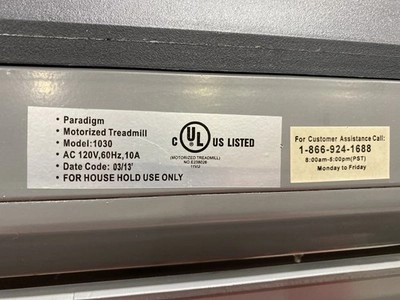 • Paradigm
• Motorized Treadmill
• Model:1030
• AC 120V,60Hz,10A
• Date Code: 03/13'
• FOR HOUSE HOLD USE ONLY
C UL US LISTED
(MOTORIZED TREADMILL)
For Customer Assistance Call:
1-866-924-1688
8:00am-5:00pm(PST)
Monday to Friday